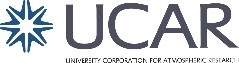 UCAR
UNIVERSITY CORPORATION FOR ATMOSPHERIC RESEARCH